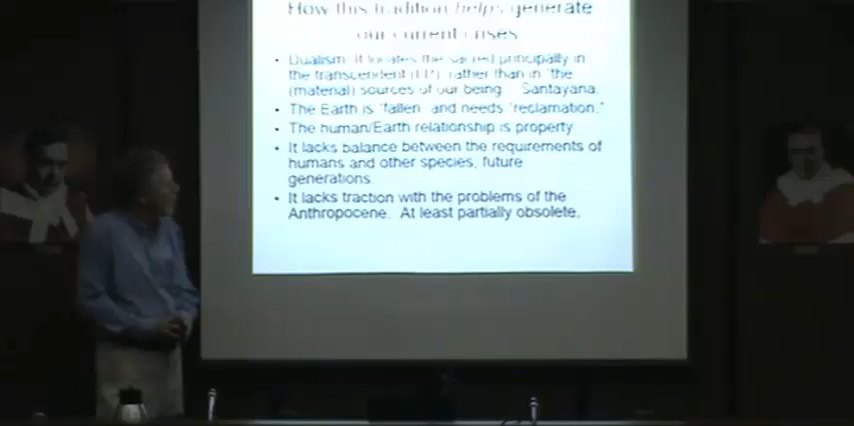 How this tradition helps generate
our current crises
• Dualism. It locates the sacred principally in
the transcendent rather than in "the
(material) sources of our being" Santayana.
• The Earth is "fallen" and needs "reclamation."
• The human/Earth relationship is property
• It lacks balance between the requirements of
humans and other species, future
generations.
• It lacks traction with the problems of the
Anthropocene. At least partially obsolete.